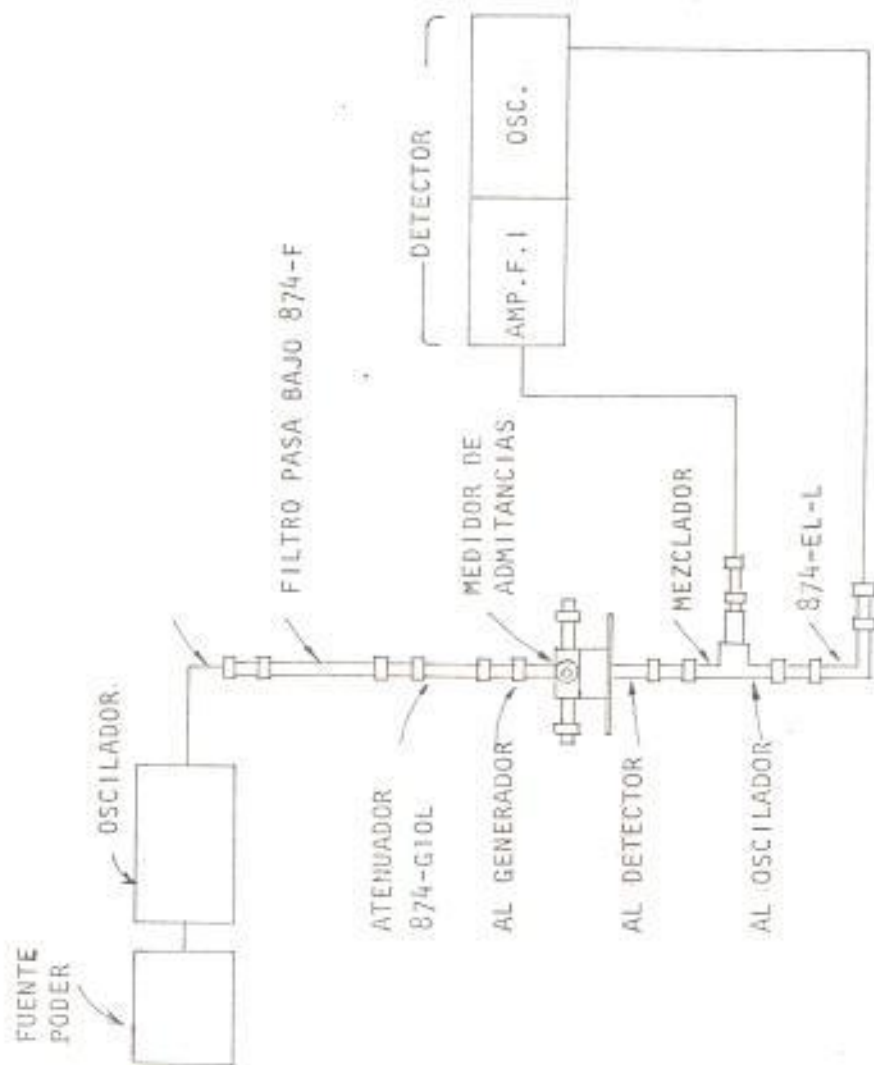 FUENTE
PODER
OSCILADOR
FILTRO PASA BAJO 874-F
ATENUADOR
874-G10L
AL GENERADOR
MEDIDOR DE
ADMITANCIAS
AL DETECTOR
MEZCLADOR
AL OSCILADOR
874-EL-L
DETECTOR
AMP.F.I
OSC.